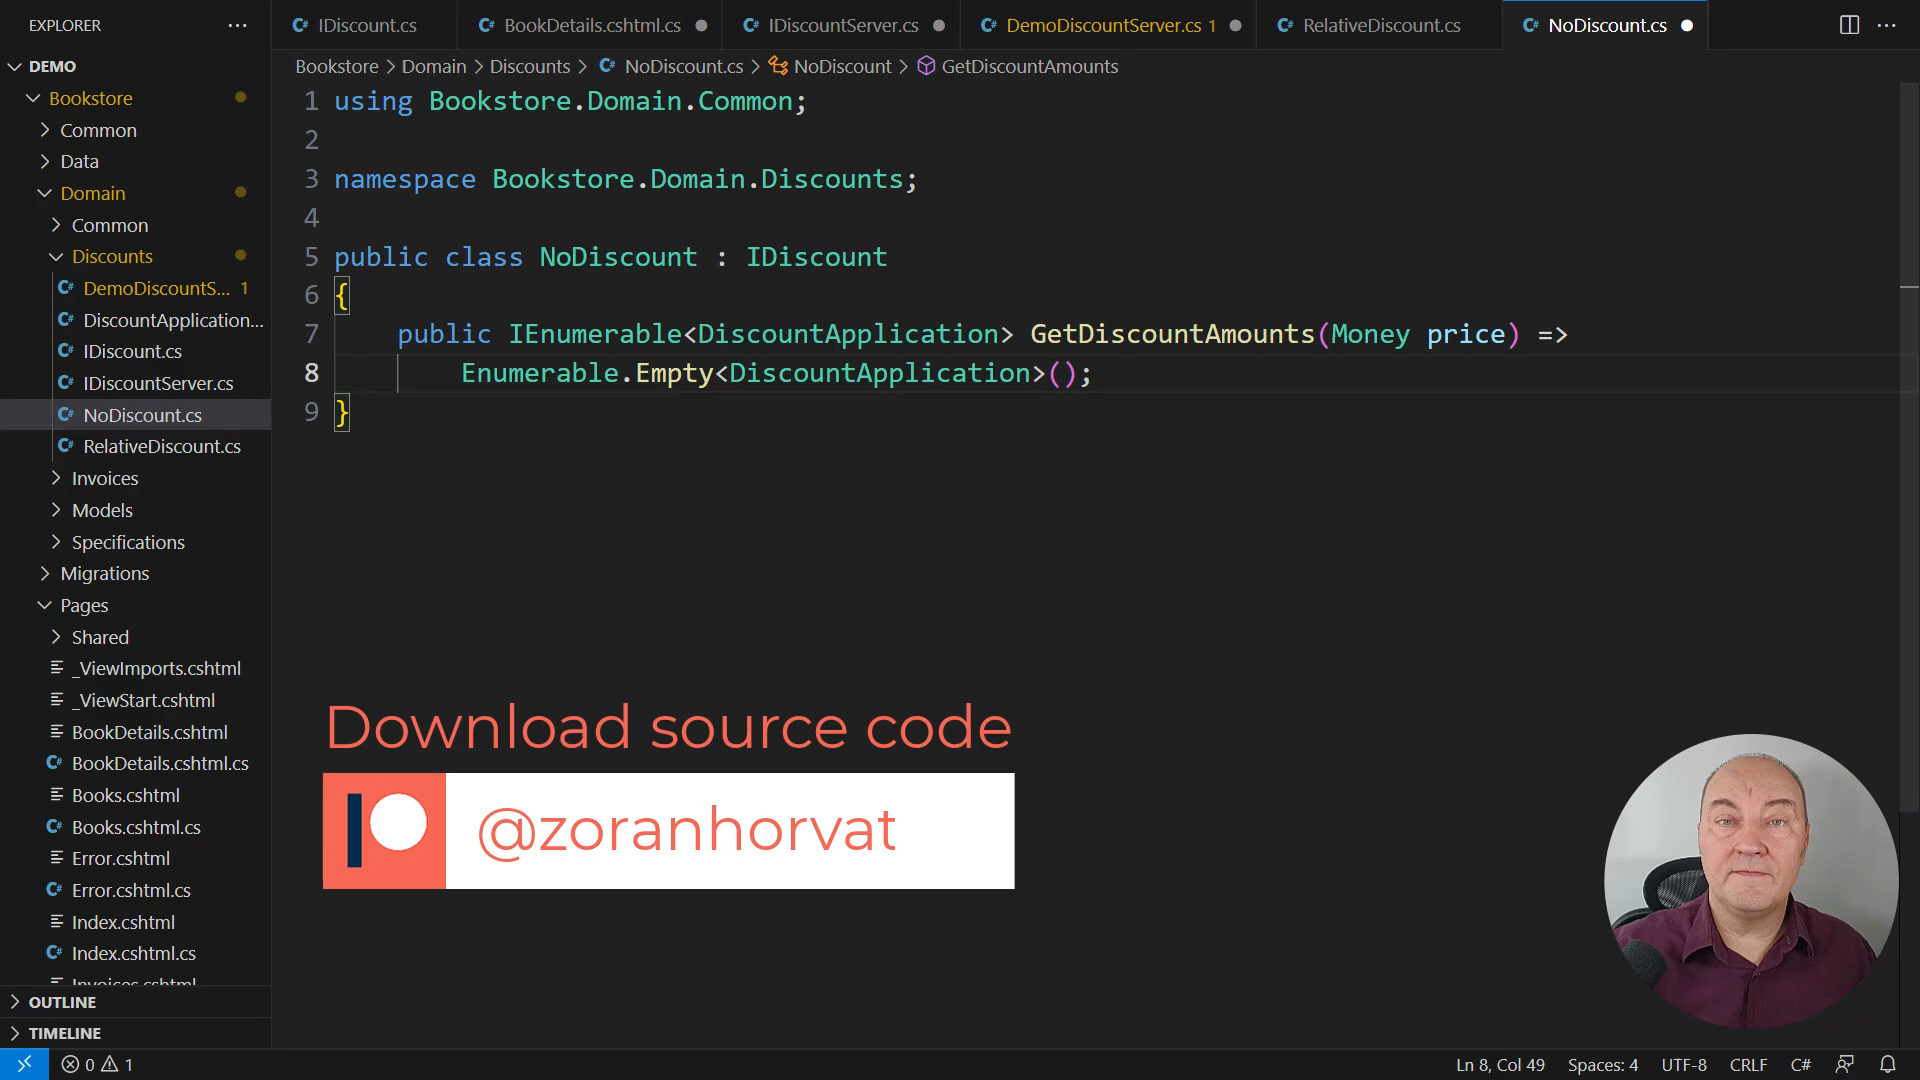 EXPLORER
IDiscount.cs
BookDetails.cshtml.cs
IDiscountServer.cs
DemoDiscountServer.cs 1
RelativeDiscount.cs
NoDiscount.cs
DEMO
Bookstore > Domain > Discounts > NoDiscount.cs > NoDiscount > GetDiscountAmounts
Bookstore
Common
Data
Domain
Common
Discounts
DemoDiscountS... 1
DiscountApplication...
IDiscount.cs
IDiscountServer.cs
NoDiscount.cs
RelativeDiscount.cs
Invoices
Models
Specifications
Migrations
Pages
Shared
_ViewImports.cshtml
_ViewStart.cshtml
BookDetails.cshtml
BookDetails.cshtml.cs
Books.cshtml
Books.cshtml.cs
Error.cshtml
Error.cshtml.cs
Index.cshtml
Index.cshtml.cs
Invoices.cshtml
OUTLINE
TIMELINE
1 using Bookstore.Domain.Common;
2
3 namespace Bookstore.Domain.Discounts;
4
5 public class NoDiscount : IDiscount
6 {
7 public IEnumerable<DiscountApplication> GetDiscountAmounts(Money price) =>
8 Enumerable.Empty<DiscountApplication>();
9 }
Download source code
@zoranhorvat
0 1
Ln 8, Col 49
Spaces: 4
UTF-8
CRLF
C#